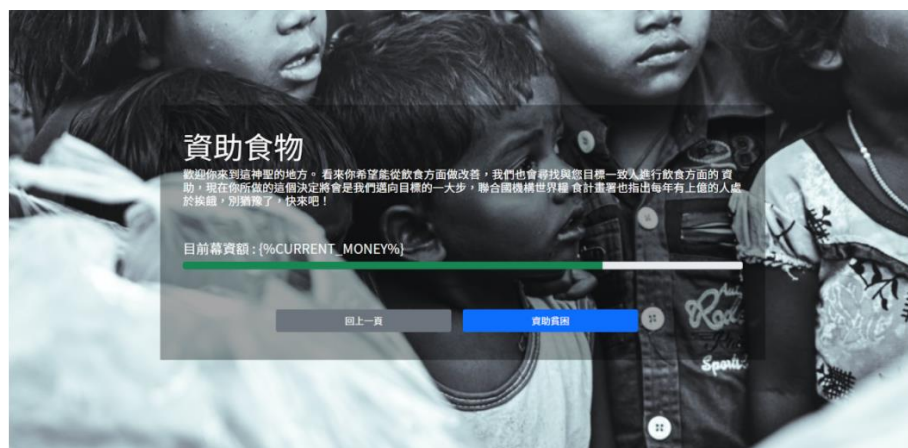 資助食物
歡迎你來到這神聖的地方。 看來你希望能從飲食方面做改善，我們也會尋找與您目標一致人進行飲食方面的 資
助，現在你所做的這個決定將會是我們邁向目標的一大步，聯合國機構世界糧 食計畫署也指出每年有上億的人處
於挨餓，別猶豫了，快來吧！
目前幕資額 : {%CURRENT_MONEY%}
回上一頁
資助貧困
Sports